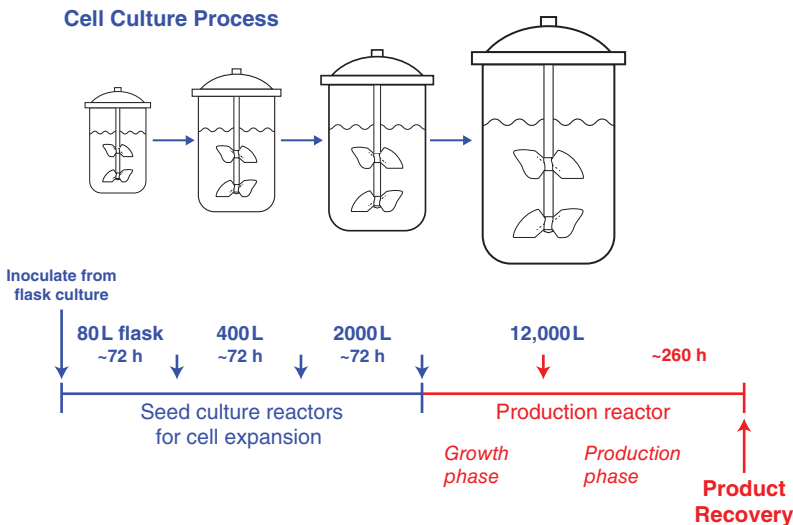 Cell Culture Process
Inoculate from
flask culture
80 L flask
~72 h
400 L
~72 h
2000 L
~72 h
12,000 L
~260 h
Seed culture reactors
for cell expansion
Production reactor
Growth
phase
Production
phase
Product
Recovery